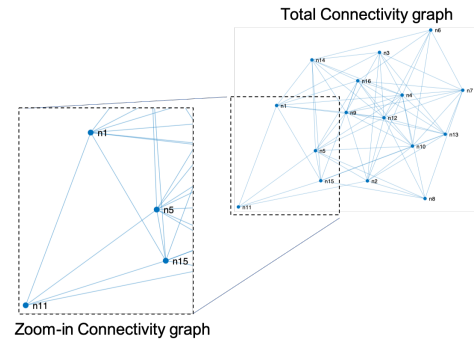 Total Connectivity graph
n6
n3
n14
n16
n7
n4
n1
n9
n12
n13
n10
n5
n15
n2
n8
n11
n1
n5
n15
n11
Zoom-in Connectivity graph